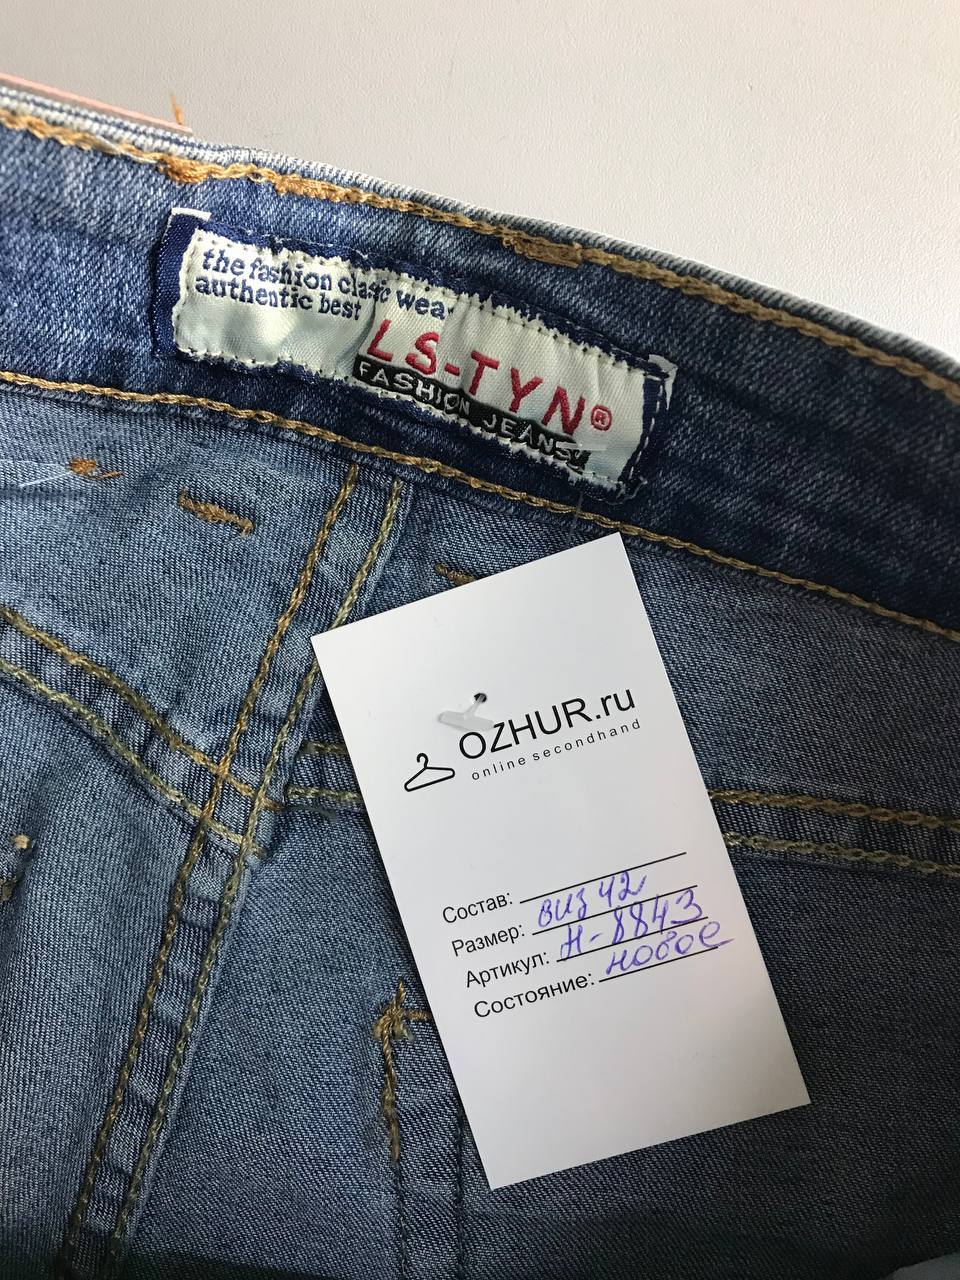 the fashion clasic wear
authentic best
LS-TYN®
FASHION JEANS
OZHUR.ru
online secondhand
Состав:
Размер: виз 42
Артикул: Н-8843
Состояние: новое